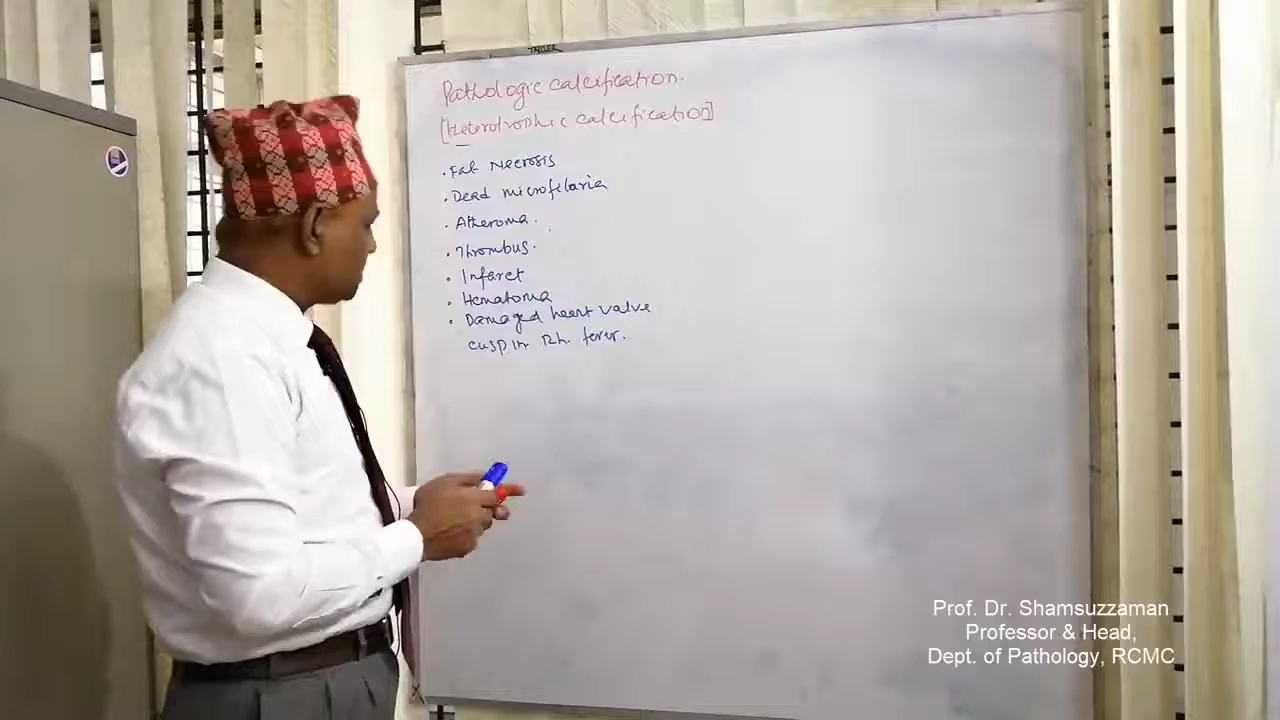 Pathologic calcification.
[Heterotrophic calcification]
• Fat Necrosis
• Dead microfilaria
• Atheroma.
• Thrombus.
• Infarct
• Hematoma
• Damaged heart valve
cusp in Rh. fever.
Prof. Dr. Shamsuzzaman
Professor & Head,
Dept. of Pathology, RCMC